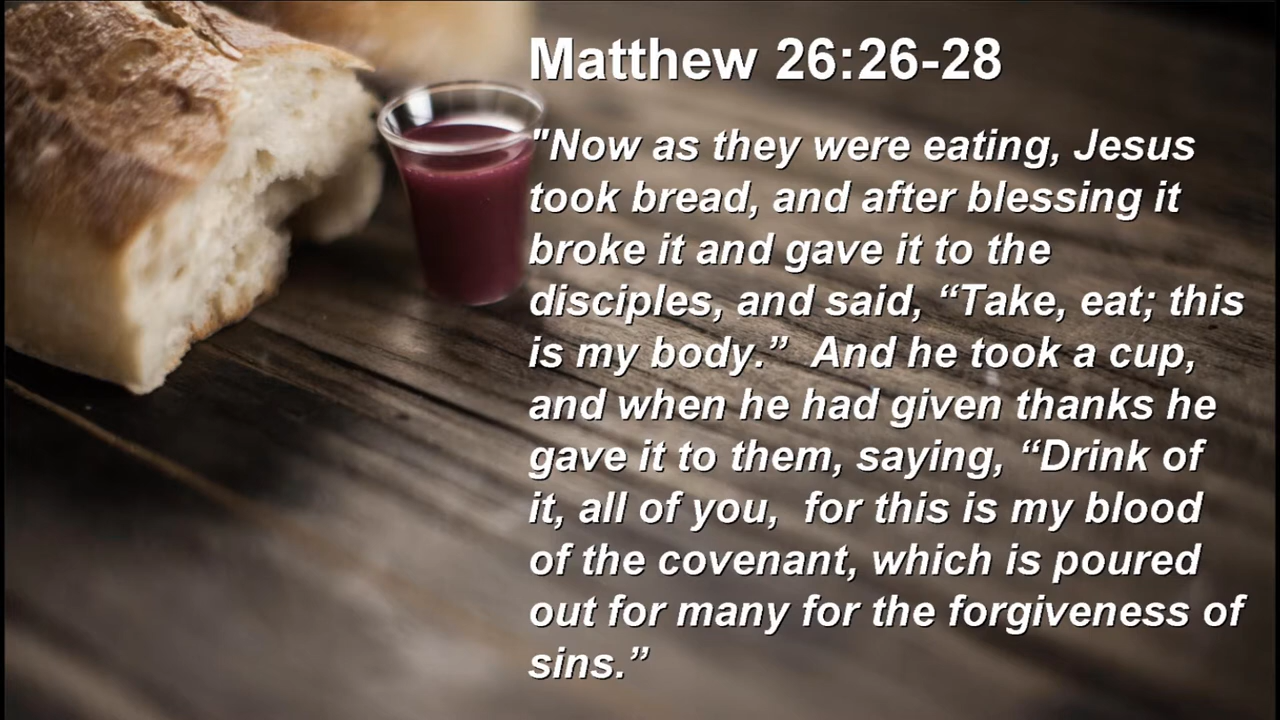 Matthew 26:26-28
"Now as they were eating, Jesus
took bread, and after blessing it
broke it and gave it to the
disciples, and said, “Take, eat; this
is my body.”  And he took a cup,
and when he had given thanks he
gave it to them, saying, “Drink of
it, all of you,  for this is my blood
of the covenant, which is poured
out for many for the forgiveness of
sins.”